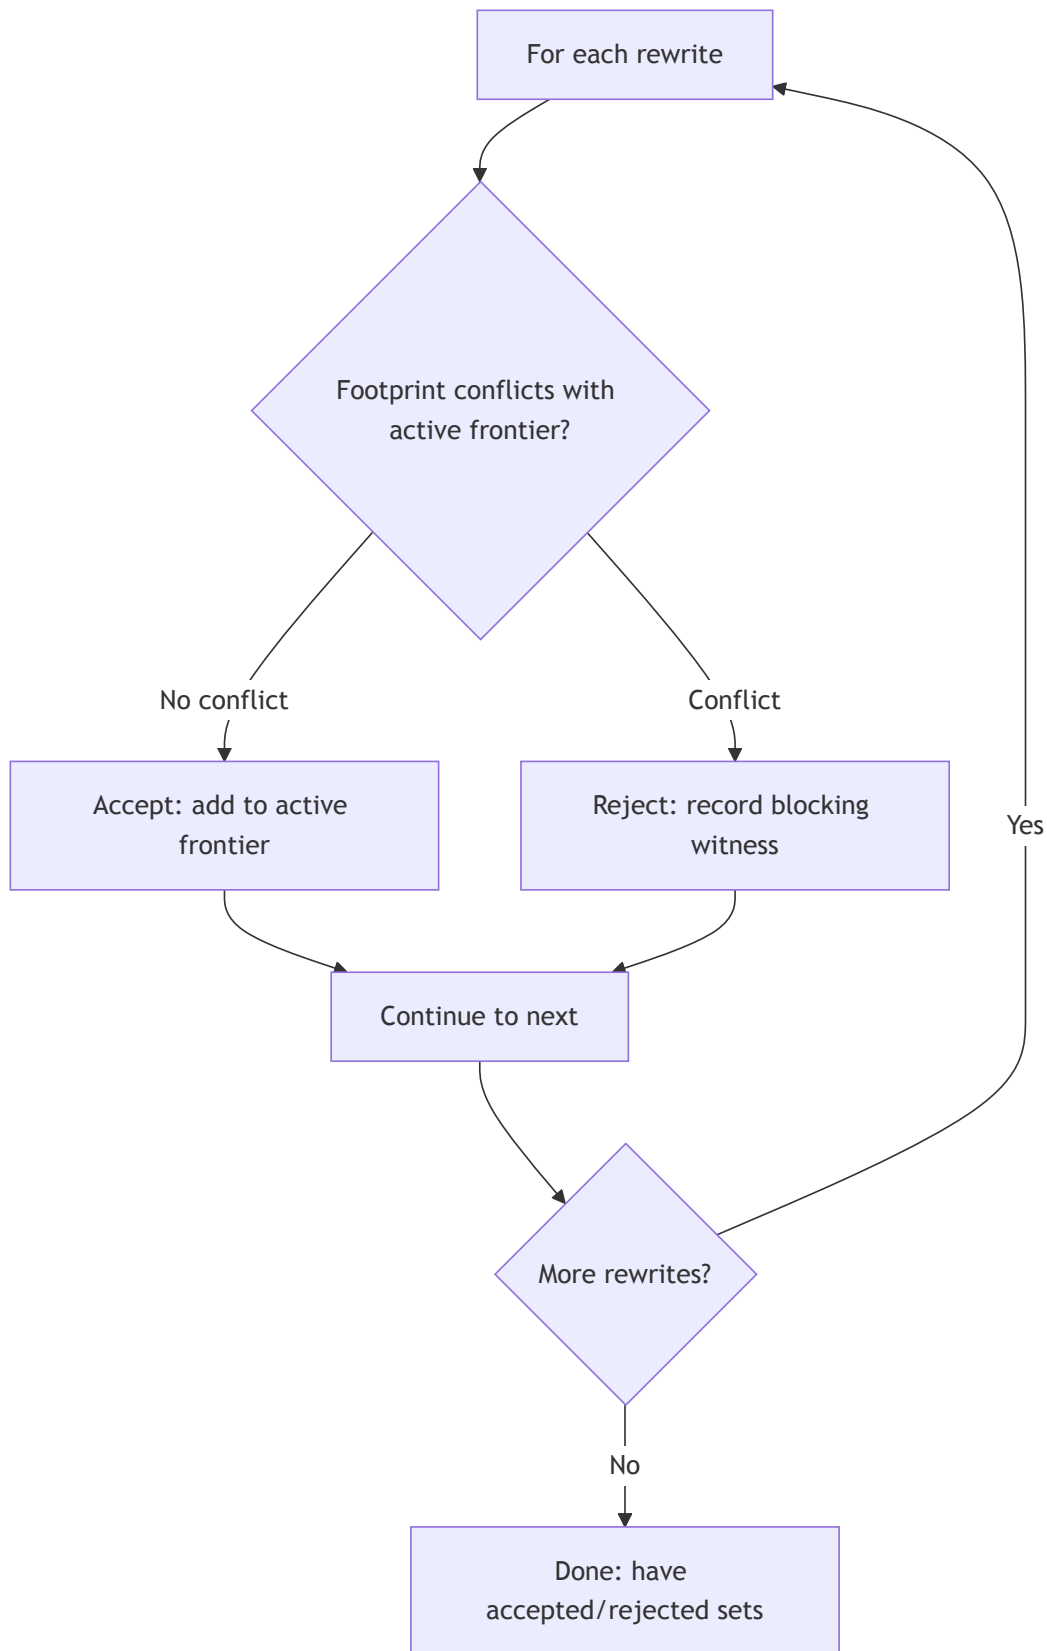 For each rewrite
Footprint conflicts with
active frontier?
No conflict
Conflict
Accept: add to active
frontier
Reject: record blocking
witness
Yes
Continue to next
More rewrites?
No
Done: have
accepted/rejected sets